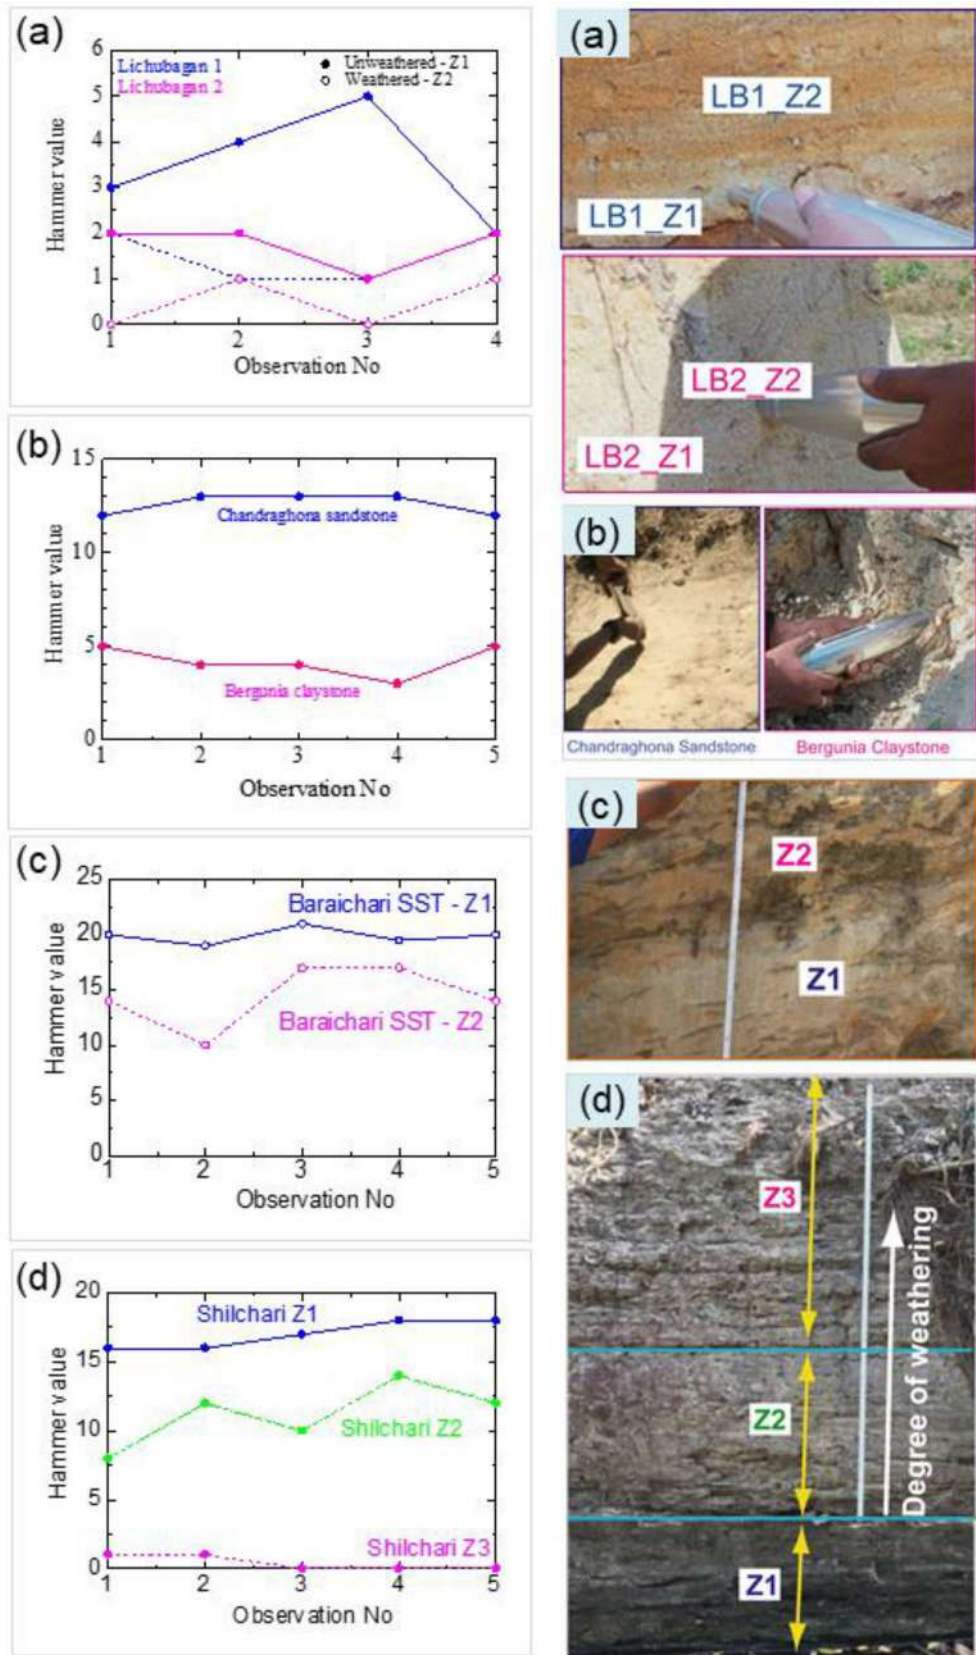 (a)
6
5
4
3
2
1
0
Hammer value
Lichubagan 1
Lichubagan 2
Unweathered - Z1
Weathered - Z2
1 2 3 4
Observation No
(b)
15
10
5
0
Hammer value
Chandraghona sandstone
Bergunia claystone
1 2 3 4 5
Observation No
(c)
25
20
15
10
5
0
Hammer value
Baraichari SST - Z1
Baraichari SST - Z2
1 2 3 4 5
Observation No
(d)
20
15
10
5
0
Hammer value
Shilchari Z1
Shilchari Z2
Shilchari Z3
1 2 3 4 5
Observation No
(a)
LB1_Z2
LB1_Z1
LB2_Z2
LB2_Z1
(b)
Chandraghona Sandstone
Bergunia Claystone
(c)
Z2
Z1
(d)
Z3
Z2
Z1
Degree of weathering